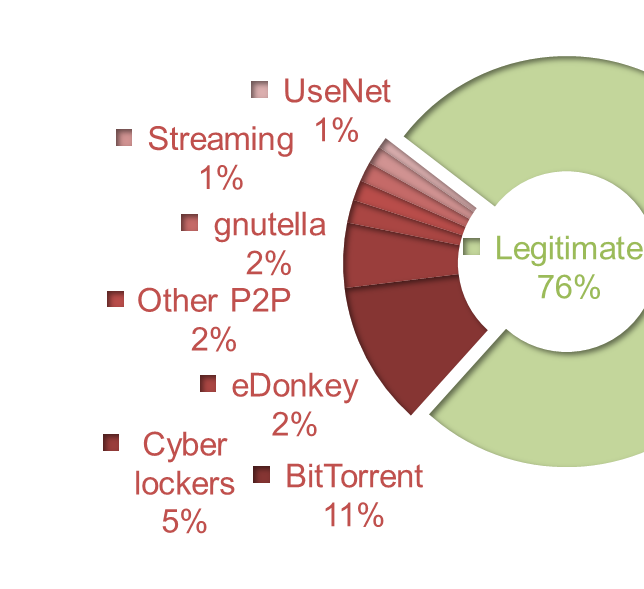 UseNet
1%
Streaming
1%
gnutella
2%
Legitimate
76%
Other P2P
2%
eDonkey
2%
Cyber
lockers
5%
BitTorrent
11%